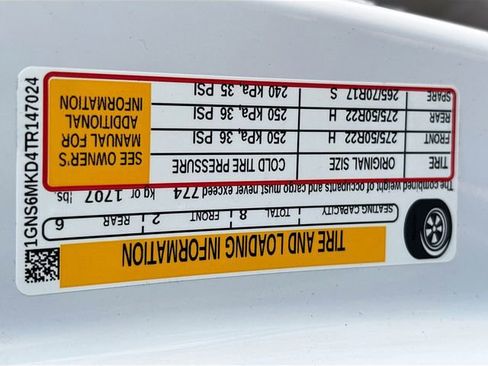 TIRE AND LOADING INFORMATION
SEATING CAPACITY TOTAL 8 FRONT 2 REAR 6
The combined weight of occupants and cargo must never exceed 774 kg or 1707 lbs
TIRE ORIGINAL SIZE COLD TIRE PRESSURE
FRONT 275/50R22 H 250 kPa, 36 PSI
REAR 275/50R22 H 250 kPa, 36 PSI
SPARE 265/70R17 S 240 kPa, 35 PSI
SEE OWNER'S
MANUAL FOR
ADDITIONAL
INFORMATION
1GNS6MKD4TR147024